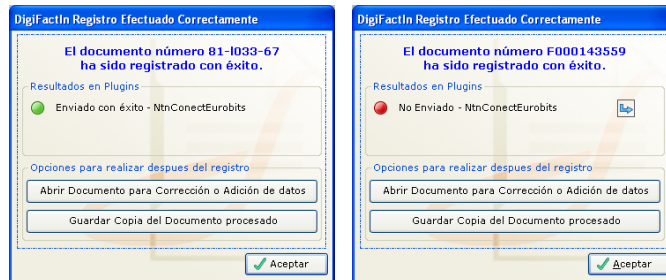 DigiFactIn Registro Efectuado Correctamente
El documento número 81-l033-67
ha sido registrado con éxito.
Resultados en Plugins
Enviado con éxito - NtnConectEurobits
Opciones para realizar despues del registro
Abrir Documento para Corrección o Adición de datos
Guardar Copia del Documento procesado
Aceptar
DigiFactIn Registro Efectuado Correctamente
El documento número F000143559
ha sido registrado con éxito.
Resultados en Plugins
No Enviado - NtnConectEurobits
Opciones para realizar despues del registro
Abrir Documento para Corrección o Adición de datos
Guardar Copia del Documento procesado
Aceptar